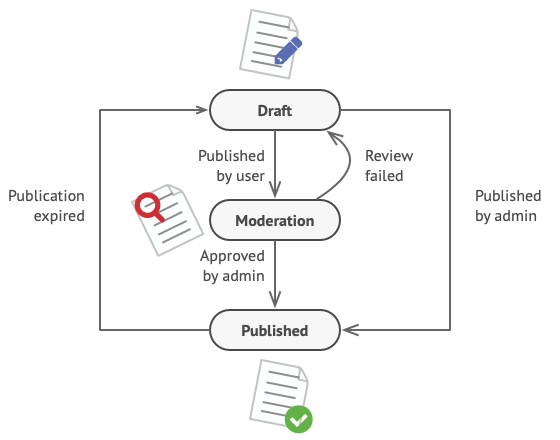 Draft
Published
by user
Review
failed
Publication
expired
Published
by admin
Moderation
Approved
by admin
Published